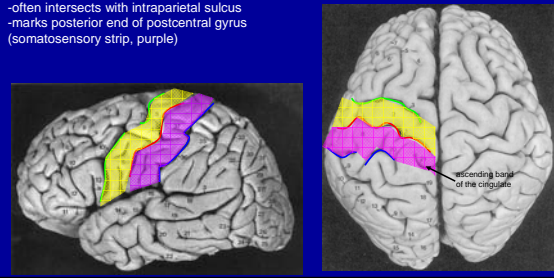 -often intersects with intraparietal sulcus
-marks posterior end of postcentral gyrus
(somatosensory strip, purple)
ascending band
of the cingulate